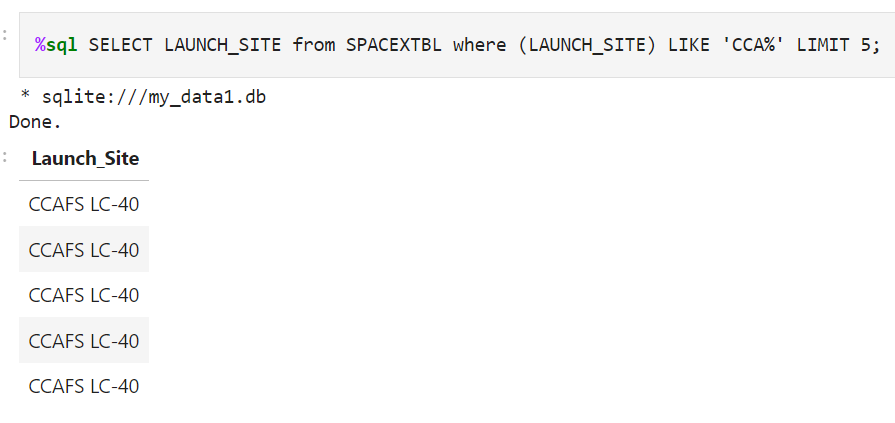 :
%sql SELECT LAUNCH_SITE from SPACEXTBL where (LAUNCH_SITE) LIKE 'CCA%' LIMIT 5;
* sqlite:///my_data1.db
Done.
:
Launch_Site
CCAFS LC-40
CCAFS LC-40
CCAFS LC-40
CCAFS LC-40
CCAFS LC-40